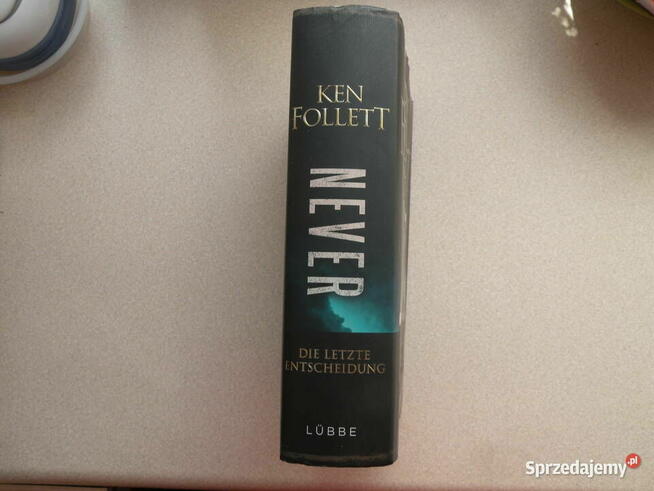 KEN
FOLLETT
NEVER
DIE LETZTE
ENTSCHEIDUNG
LÜBBE
Sprzedajemy.pl